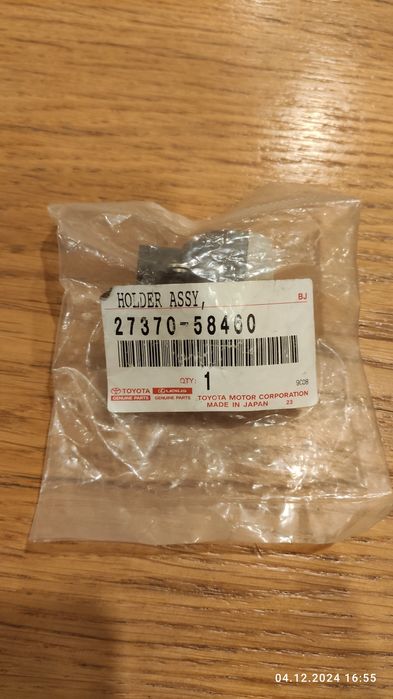 HOLDER ASSY,
BJ
27370-58460
QTY: 1
9C08
TOYOTA LEXUS
GENUINE PARTS GENUINE PARTS
TOYOTA MOTOR CORPORATION
MADE IN JAPAN 23
04.12.2024 16:55